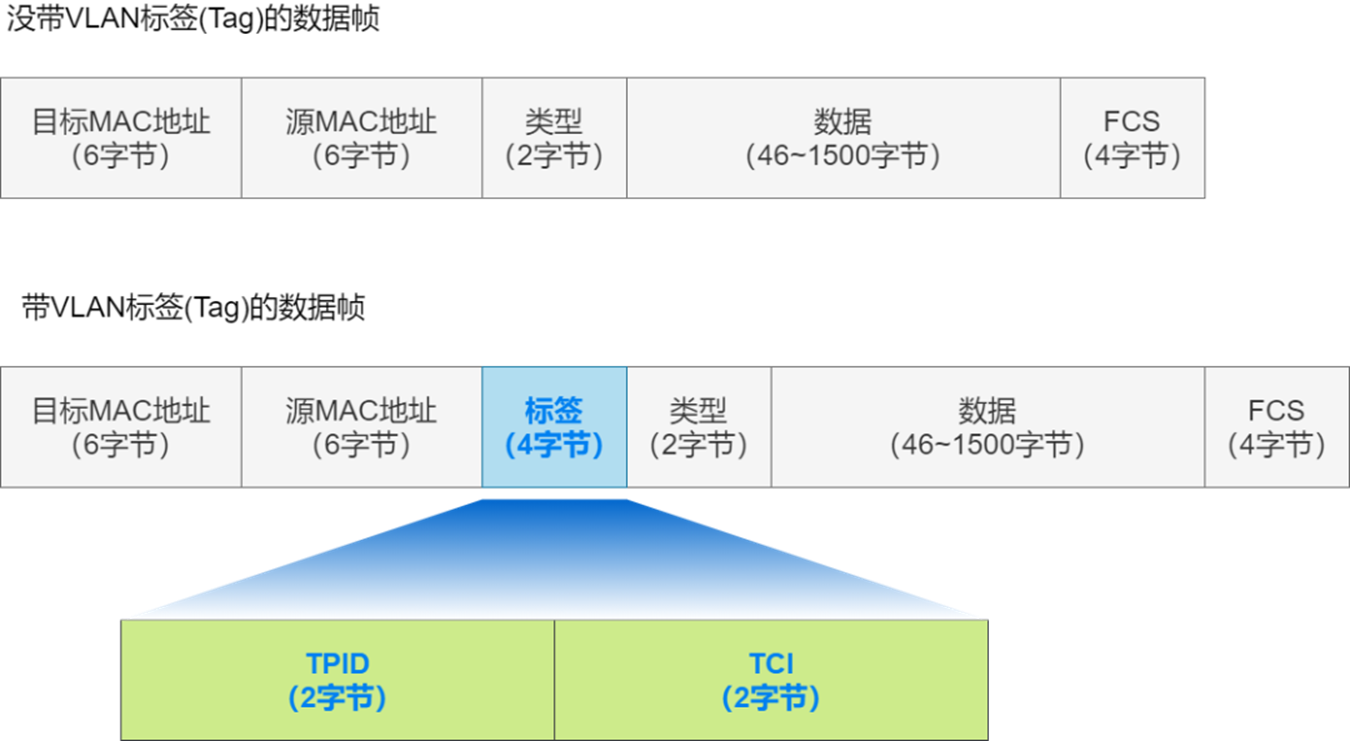 没带VLAN标签(Tag)的数据帧
目标MAC地址
(6字节)
源MAC地址
(6字节)
类型
(2字节)
数据
(46~1500字节)
FCS
(4字节)
带VLAN标签(Tag)的数据帧
目标MAC地址
(6字节)
源MAC地址
(6字节)
标签
(4字节)
类型
(2字节)
数据
(46~1500字节)
FCS
(4字节)
TPID
(2字节)
TCI
(2字节)